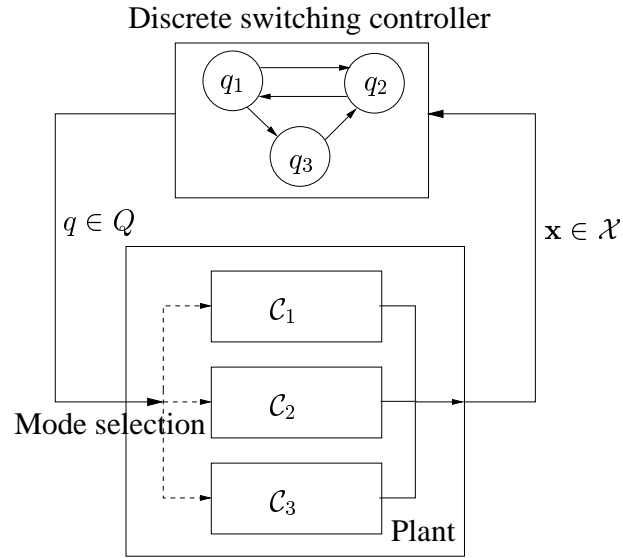 Discrete switching controller
q₁
q₂
q₃
q ∈ Q
𝐱 ∈ 𝒳
𝒞₁
Mode selection
𝒞₂
𝒞₃
Plant